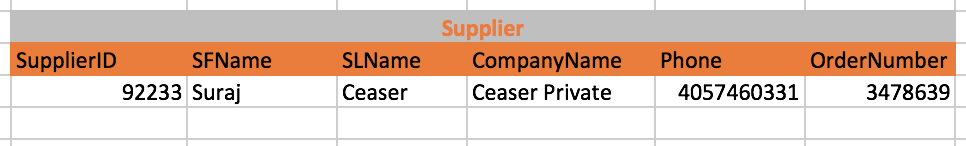 Supplier
SupplierID SFName SLName CompanyName Phone OrderNumber
92233 Suraj Ceaser Ceaser Private 4057460331 3478639